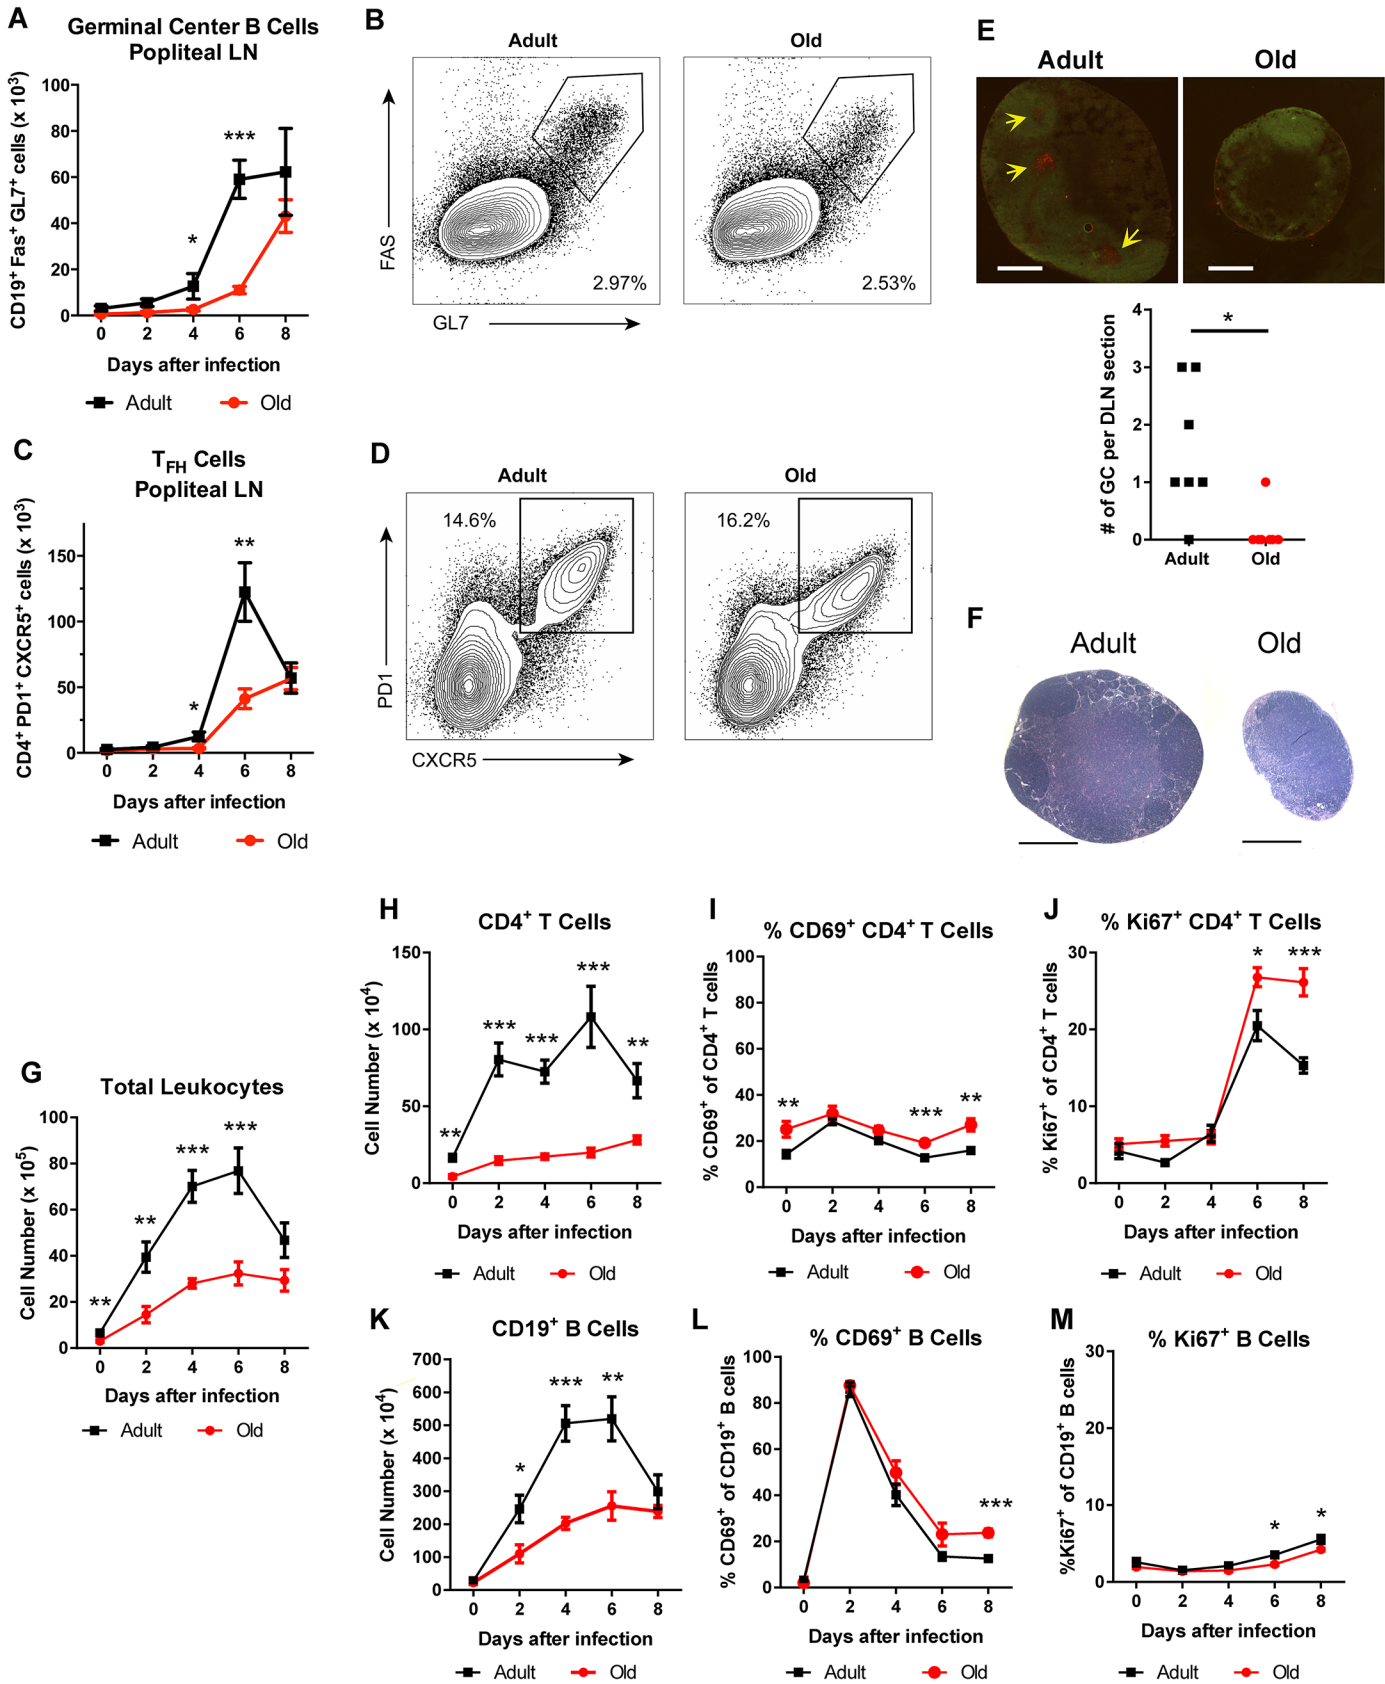 A
Germinal Center B Cells
Popliteal LN
CD19+ Fas+ GL7+ cells (x 10³)
100
80
60
40
20
0
*
***
0 2 4 6 8
Days after infection
Adult Old
B
Adult Old
FAS
2.97%
2.53%
GL7
C
TFH Cells
Popliteal LN
CD4+ PD1+ CXCR5+ cells (x 10³)
150
100
50
0
*
**
0 2 4 6 8
Days after infection
Adult Old
D
Adult Old
14.6%
16.2%
PD1
CXCR5
E
Adult Old
# of GC per DLN section
4
3
2
1
0
*
Adult Old
F
Adult Old
G
Total Leukocytes
Cell Number (x 10⁵)
100
80
60
40
20
0
** ** *** ***
0 2 4 6 8
Days after infection
Adult Old
H
CD4+ T Cells
Cell Number (x 10⁴)
150
100
50
0
** *** *** *** **
0 2 4 6 8
Days after infection
Adult Old
I
% CD69+ CD4+ T Cells
% CD69+ of CD4+ T cells
100
80
60
40
20
0
** *** **
0 2 4 6 8
Days after infection
Adult Old
J
% Ki67+ CD4+ T Cells
% Ki67+ of CD4+ T cells
30
20
10
0
* ***
0 2 4 6 8
Days after infection
Adult Old
K
CD19+ B Cells
Cell Number (x 10⁴)
700
600
500
400
300
200
100
0
* *** **
0 2 4 6 8
Days after infection
Adult Old
L
% CD69+ B Cells
% CD69+ of CD19+ B cells
100
80
60
40
20
0
***
0 2 4 6 8
Days after infection
Adult Old
M
% Ki67+ B Cells
%Ki67+ of CD19+ B cells
30
20
10
0
* *
0 2 4 6 8
Days after infection
Adult Old